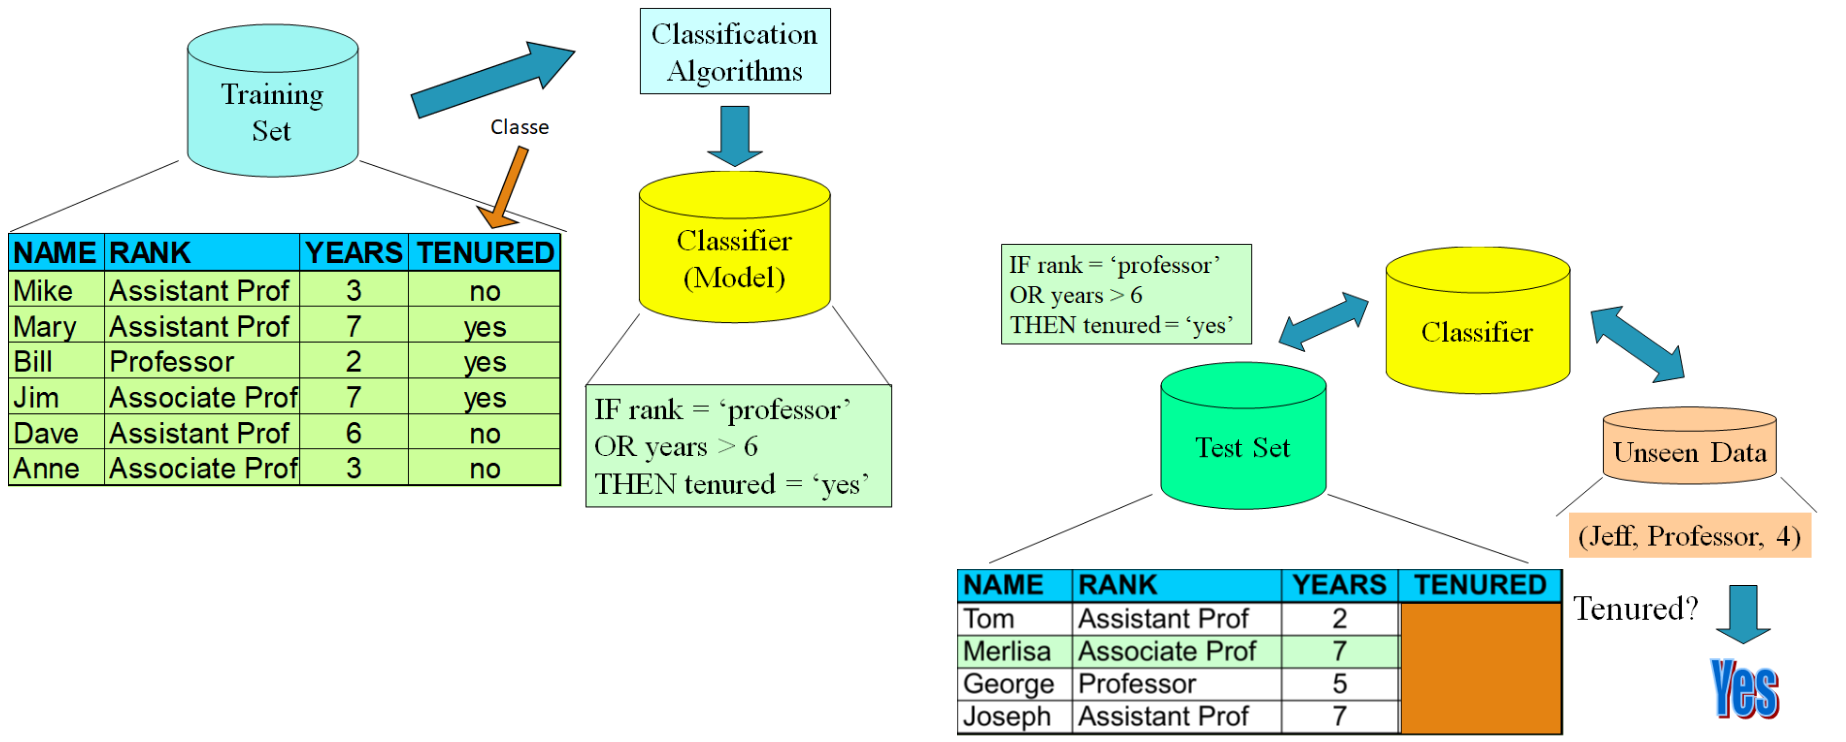 Training
Set
Classification
Algorithms
Classe
Classifier
(Model)
NAME RANK YEARS TENURED
Mike Assistant Prof 3 no
Mary Assistant Prof 7 yes
Bill Professor 2 yes
Jim Associate Prof 7 yes
Dave Assistant Prof 6 no
Anne Associate Prof 3 no
IF rank = ‘professor’
OR years > 6
THEN tenured = ‘yes’
IF rank = ‘professor’
OR years > 6
THEN tenured = ‘yes’
Classifier
Test Set
Unseen Data
(Jeff, Professor, 4)
NAME RANK YEARS TENURED
Tom Assistant Prof 2
Merlisa Associate Prof 7
George Professor 5
Joseph Assistant Prof 7
Tenured?
Yes